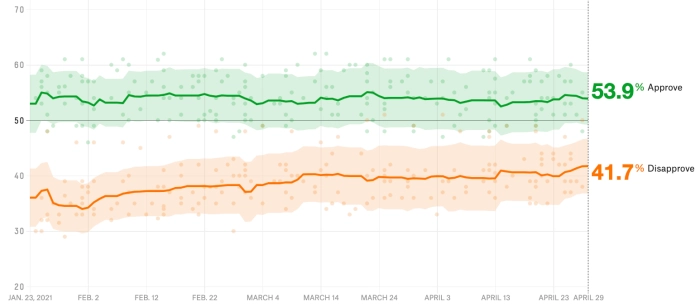 70
60
50
40
30
20
53.9% Approve
41.7% Disapprove
JAN. 23, 2021 FEB. 2 FEB. 12 FEB. 22 MARCH 4 MARCH 14 MARCH 24 APRIL 3 APRIL 13 APRIL 23 APRIL 29